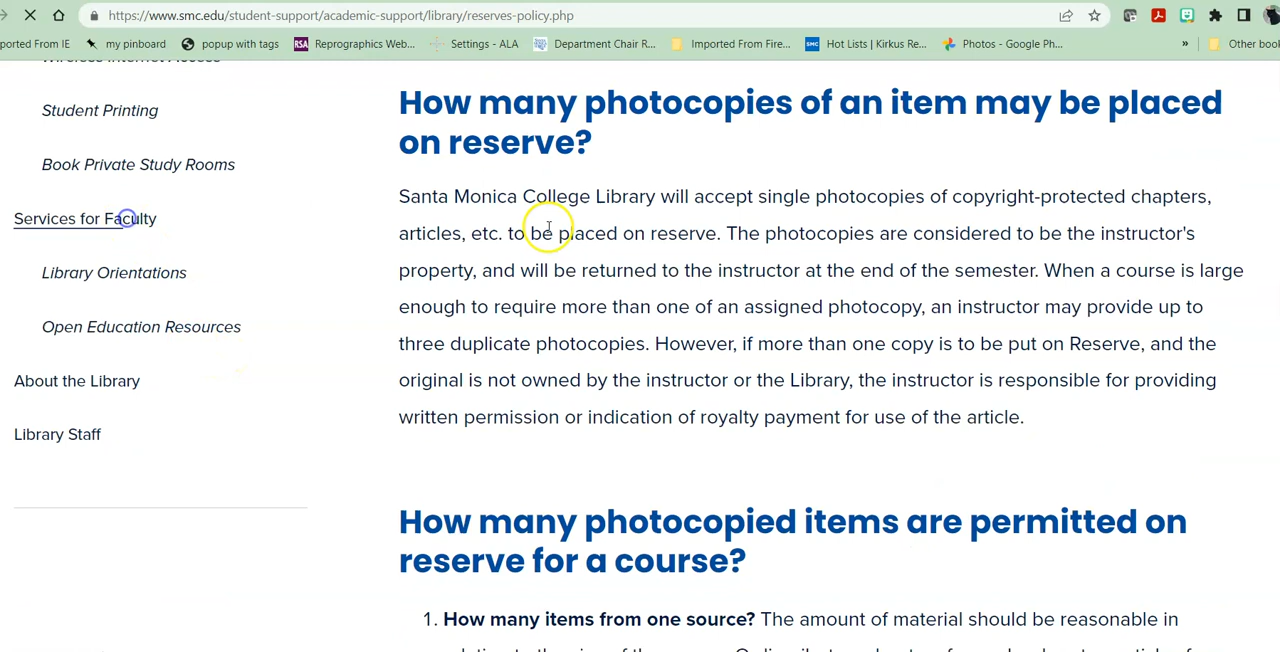 https://www.smc.edu/student-support/academic-support/library/reserves-policy.php
ported From IE
my pinboard
popup with tags
RSA Reprographics Web...
Settings - ALA
Department Chair R...
Imported From Fire...
SMC Hot Lists | Kirkus Re...
Photos - Google Ph...
»
Other book
Wireless Internet Access
Student Printing
Book Private Study Rooms
Services for Faculty
Library Orientations
Open Education Resources
About the Library
Library Staff
How many photocopies of an item may be placed
on reserve?
Santa Monica College Library will accept single photocopies of copyright-protected chapters,
articles, etc. to be placed on reserve. The photocopies are considered to be the instructor's
property, and will be returned to the instructor at the end of the semester. When a course is large
enough to require more than one of an assigned photocopy, an instructor may provide up to
three duplicate photocopies. However, if more than one copy is to be put on Reserve, and the
original is not owned by the instructor or the Library, the instructor is responsible for providing
written permission or indication of royalty payment for use of the article.
How many photocopied items are permitted on
reserve for a course?
1. How many items from one source? The amount of material should be reasonable in